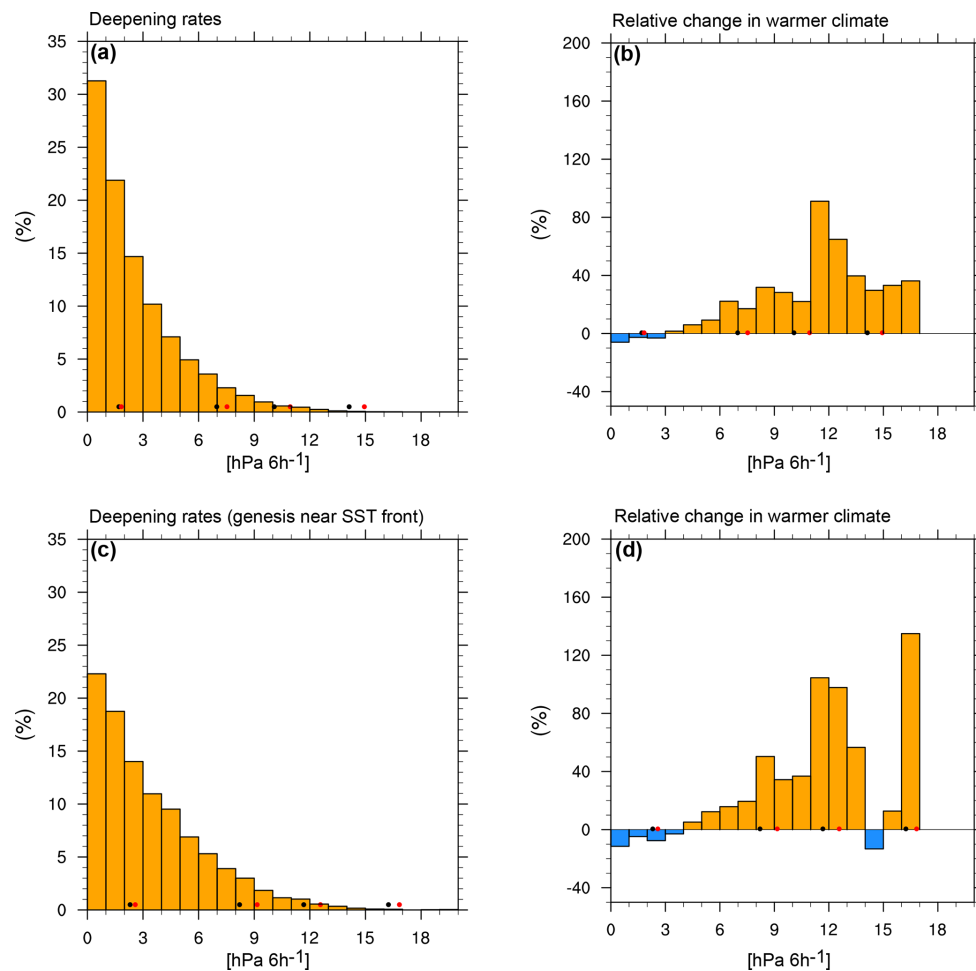 Deepening rates
(a)
35
30
25
20
15
10
5
0
(%)
0 3 6 9 12 15 18
[hPa 6h-1]
Relative change in warmer climate
(b)
200
160
120
80
40
0
-40
(%)
0 3 6 9 12 15 18
[hPa 6h-1]
Deepening rates (genesis near SST front)
(c)
35
30
25
20
15
10
5
0
(%)
0 3 6 9 12 15 18
[hPa 6h-1]
Relative change in warmer climate
(d)
200
160
120
80
40
0
-40
(%)
0 3 6 9 12 15 18
[hPa 6h-1]